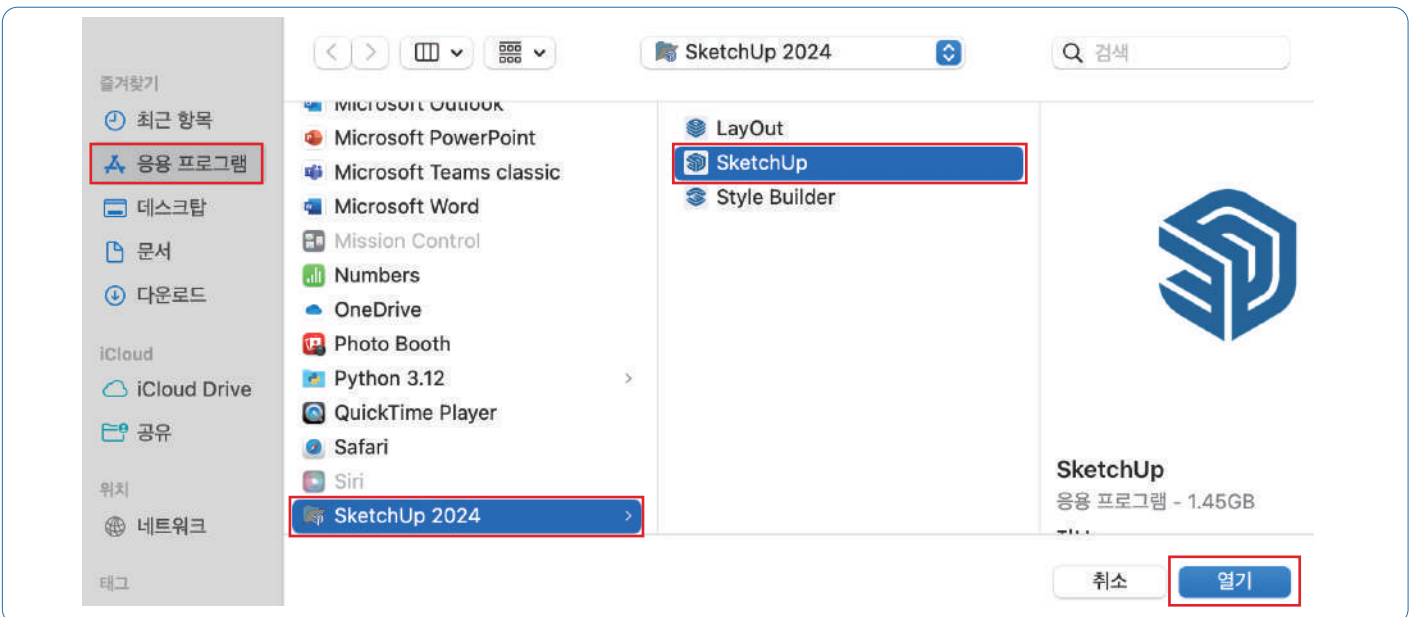 SketchUp 2024
검색
즐겨찾기
최근 항목
응용 프로그램
데스크탑
문서
다운로드
iCloud
iCloud Drive
공유
위치
네트워크
태그
Microsoft Outlook
Microsoft PowerPoint
Microsoft Teams classic
Microsoft Word
Mission Control
Numbers
OneDrive
Photo Booth
Python 3.12
QuickTime Player
Safari
Siri
SketchUp 2024
LayOut
SketchUp
Style Builder
SketchUp
응용 프로그램 - 1.45GB
취소
열기